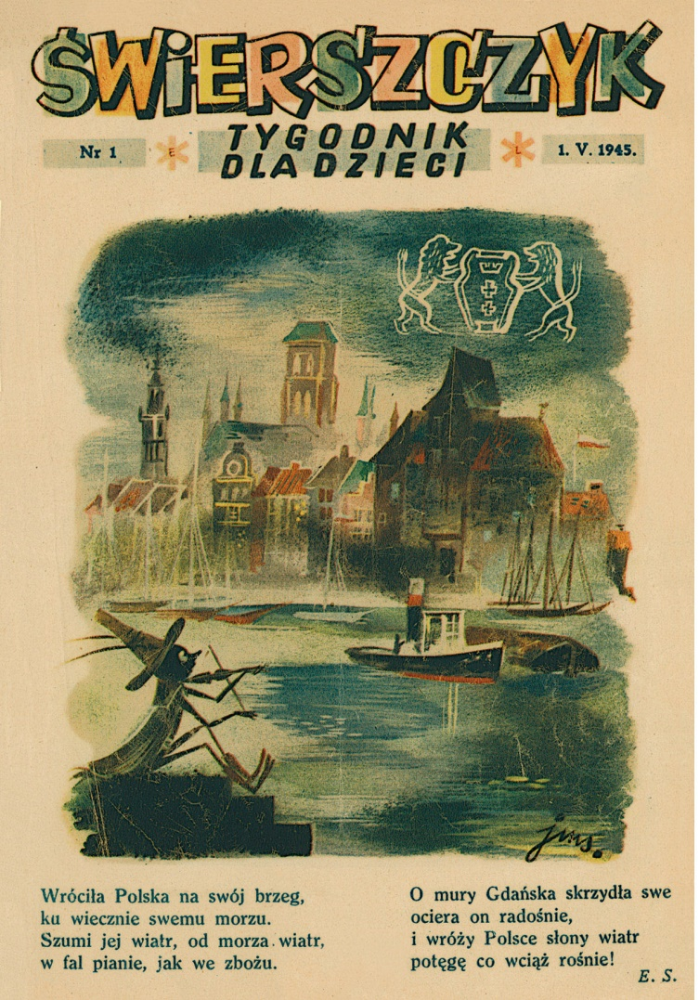 ŚWIERSZCZYK
Nr 1
TYGODNIK
DLA DZIECI
1. V. 1945.
jms.
Wróciła Polska na swój brzeg,
ku wiecznie swemu morzu.
Szumi jej wiatr, od morza wiatr,
w fal pianie, jak we zbożu.
O mury Gdańska skrzydła swe
ociera on radośnie,
i wróży Polsce słony wiatr
potęgę co wciąż rośnie!
E. S.